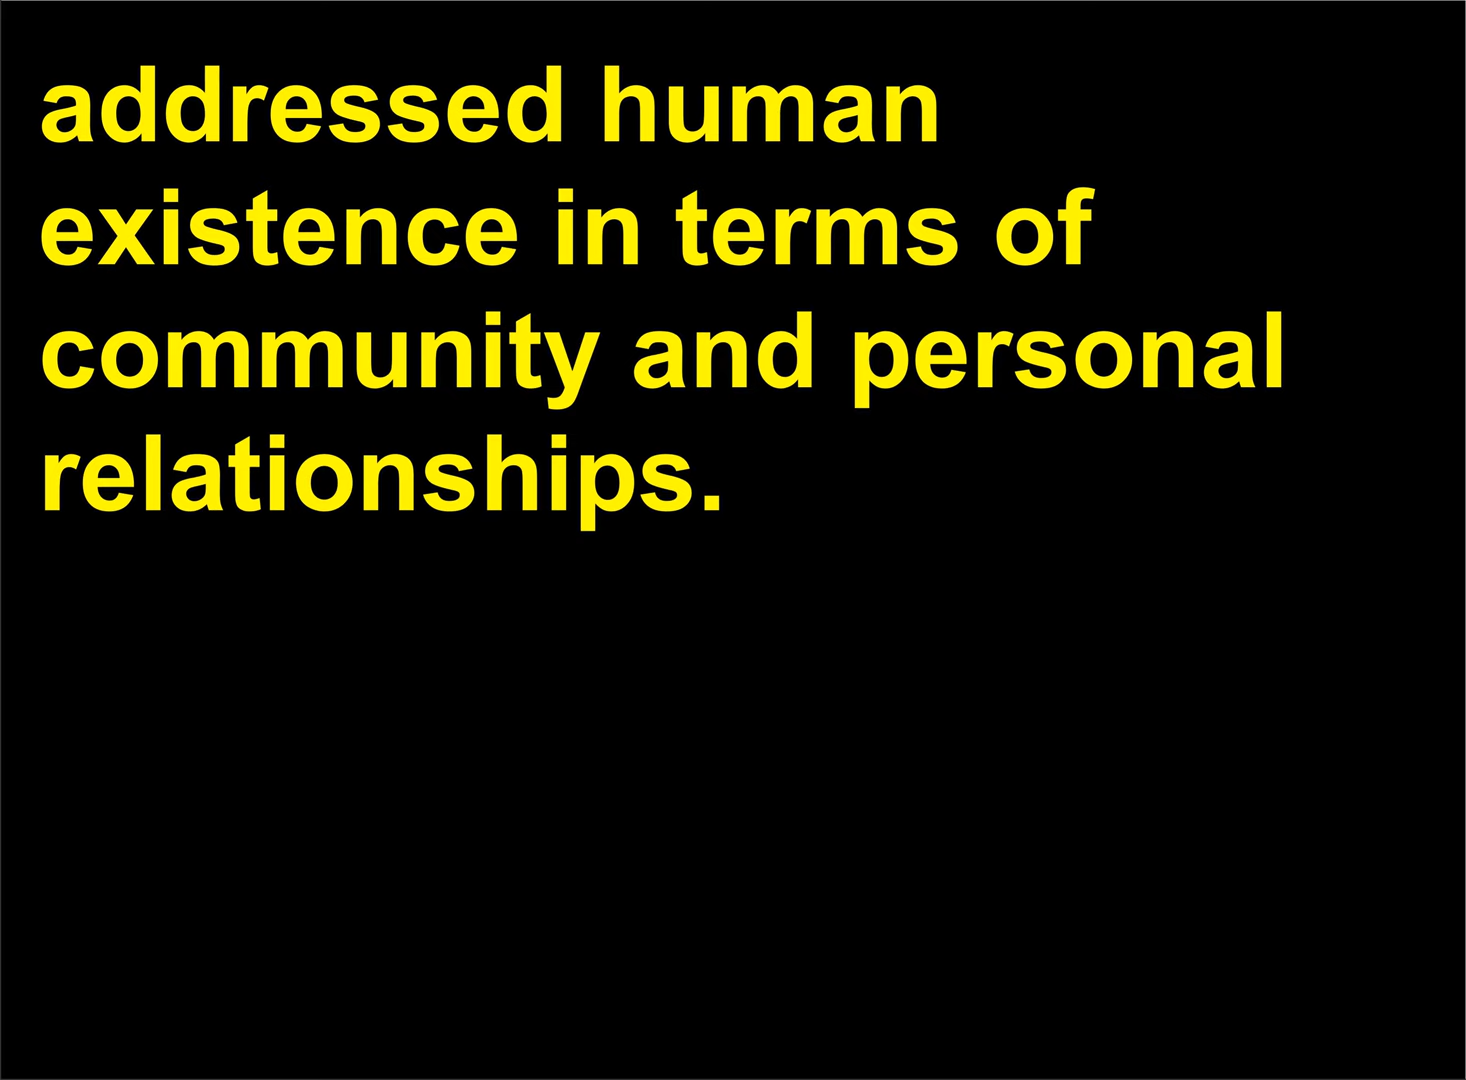 addressed human
existence in terms of
community and personal
relationships.